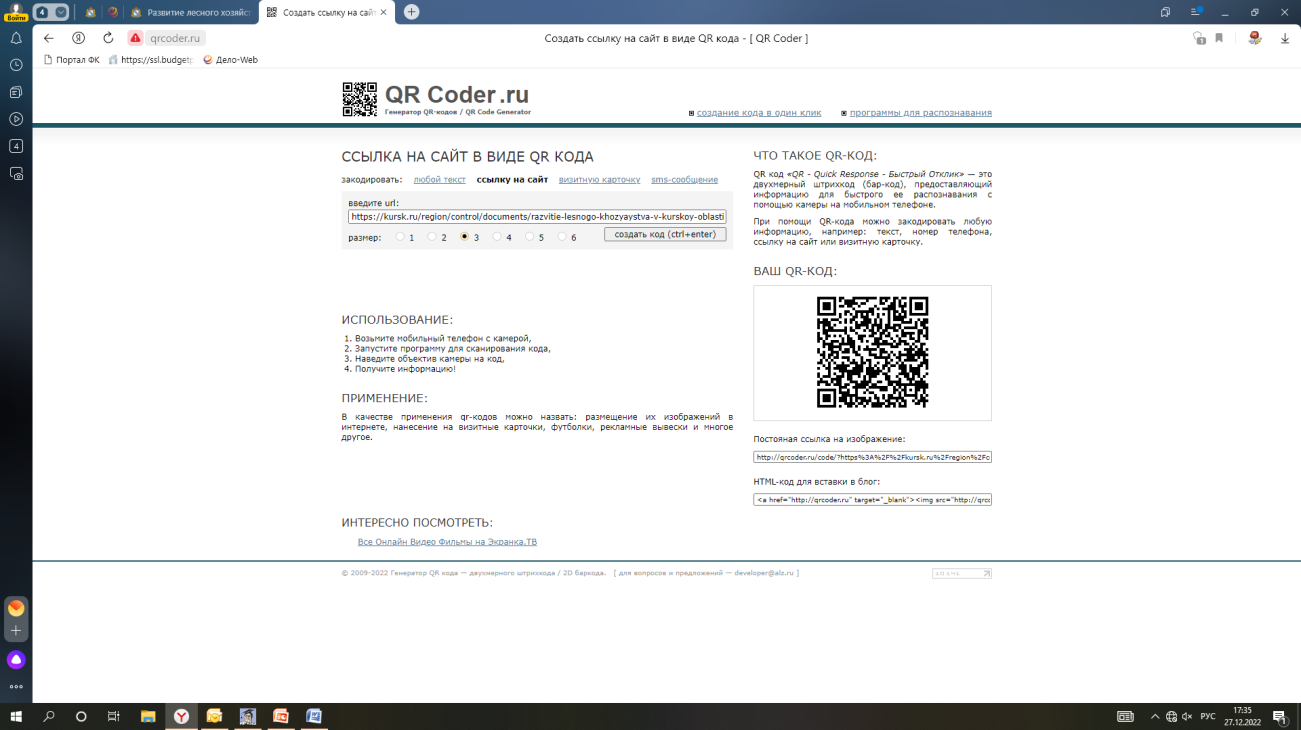 Войти
4
Развитие лесного хозяйст
Создать ссылку на сайт
qrcoder.ru
Создать ссылку на сайт в виде QR кода - [ QR Coder ]
Портал ФК
https://ssl.budgetp
Дело-Web
4
QR Coder.ru
Генератор QR-кодов / QR Code Generator
создание кода в один клик
программы для распознавания
ССЫЛКА НА САЙТ В ВИДЕ QR КОДА
закодировать: любой текст ссылку на сайт визитную карточку sms-сообщение
введите url:
https://kursk.ru/region/control/documents/razvitie-lesnogo-khozyaystva-v-kurskoy-oblasti
размер: 1 2 3 4 5 6 создать код (ctrl+enter)
ИСПОЛЬЗОВАНИЕ:
1. Возьмите мобильный телефон с камерой,
2. Запустите программу для сканирования кода,
3. Наведите объектив камеры на код,
4. Получите информацию!
ПРИМЕНЕНИЕ:
В качестве применения qr-кодов можно назвать: размещение их изображений в
интернете, нанесение на визитные карточки, футболки, рекламные вывески и многое
другое.
ИНТЕРЕСНО ПОСМОТРЕТЬ:
Все Онлайн Видео Фильмы на Экранка.ТВ
ЧТО ТАКОЕ QR-КОД:
QR код «QR - Quick Response - Быстрый Отклик» — это
двухмерный штрихкод (бар-код), предоставляющий
информацию для быстрого ее распознавания с
помощью камеры на мобильном телефоне.
При помощи QR-кода можно закодировать любую
информацию, например: текст, номер телефона,
ссылку на сайт или визитную карточку.
ВАШ QR-КОД:
Постояная ссылка на изображение:
http://qrcoder.ru/code/?https%3A%2F%2Fkursk.ru%2Fregion%2Fc
HTML-код для вставки в блог:
<a href="http://qrcoder.ru" target="_blank"><img src="http://qrcc
© 2009-2022 Генератор QR кода — двухмерного штрихкода / 2D баркода. [ для вопросов и предложений — developer@alz.ru ]
РУС
17:35
27.12.2022
1